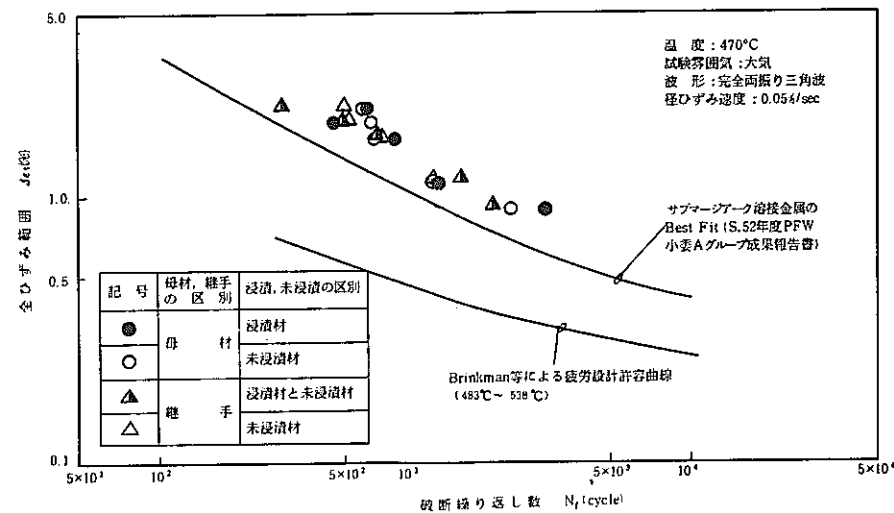 5.0
1.0
0.5
0.1
全ひずみ範囲 Δεt(%)
温 度 : 470℃
試験雰囲気 : 大気
波 形 : 完全両振り三角波
径ひずみ速度 : 0.05%/sec
サブマージアーク溶接金属の
Best Fit (S.52年度PFW
小委Aグループ成果報告書)
記 号
母材, 継手
の 区 別
浸漬, 未浸漬の区別
母 材
浸漬材
未浸漬材
継 手
浸漬材と未浸漬材
未浸漬材
Brinkman等による疲労設計許容曲線
(483℃~538℃)
5×10¹
10²
5×10²
10³
5×10³
10⁴
5×10⁴
破断繰り返し数 Nf (cycle)